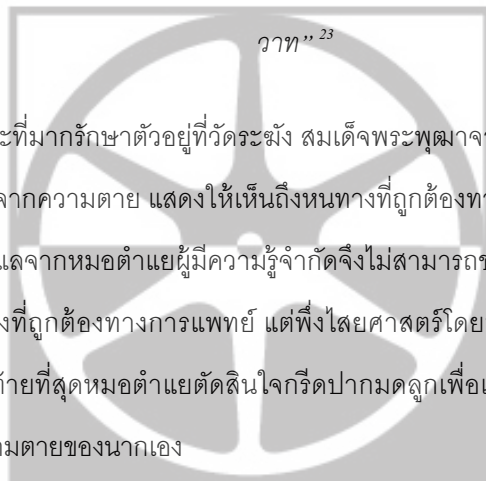 วาท” 23
ะที่มากรักษาตัวอยู่ที่วัดระฆัง สมเด็จพระพุฒาจา
จากความตาย แสดงให้เห็นถึงหนทางที่ถูกต้องทา
แลจากหมอตำแยผู้มีความรู้จำกัดจึงไม่สามารถช
งที่ถูกต้องทางการแพทย์ แต่พึ่งไสยศาสตร์โดย
ท้ายที่สุดหมอตำแยตัดสินใจกรีดปากมดลูกเพื่อเ
ามตายของนากเอง